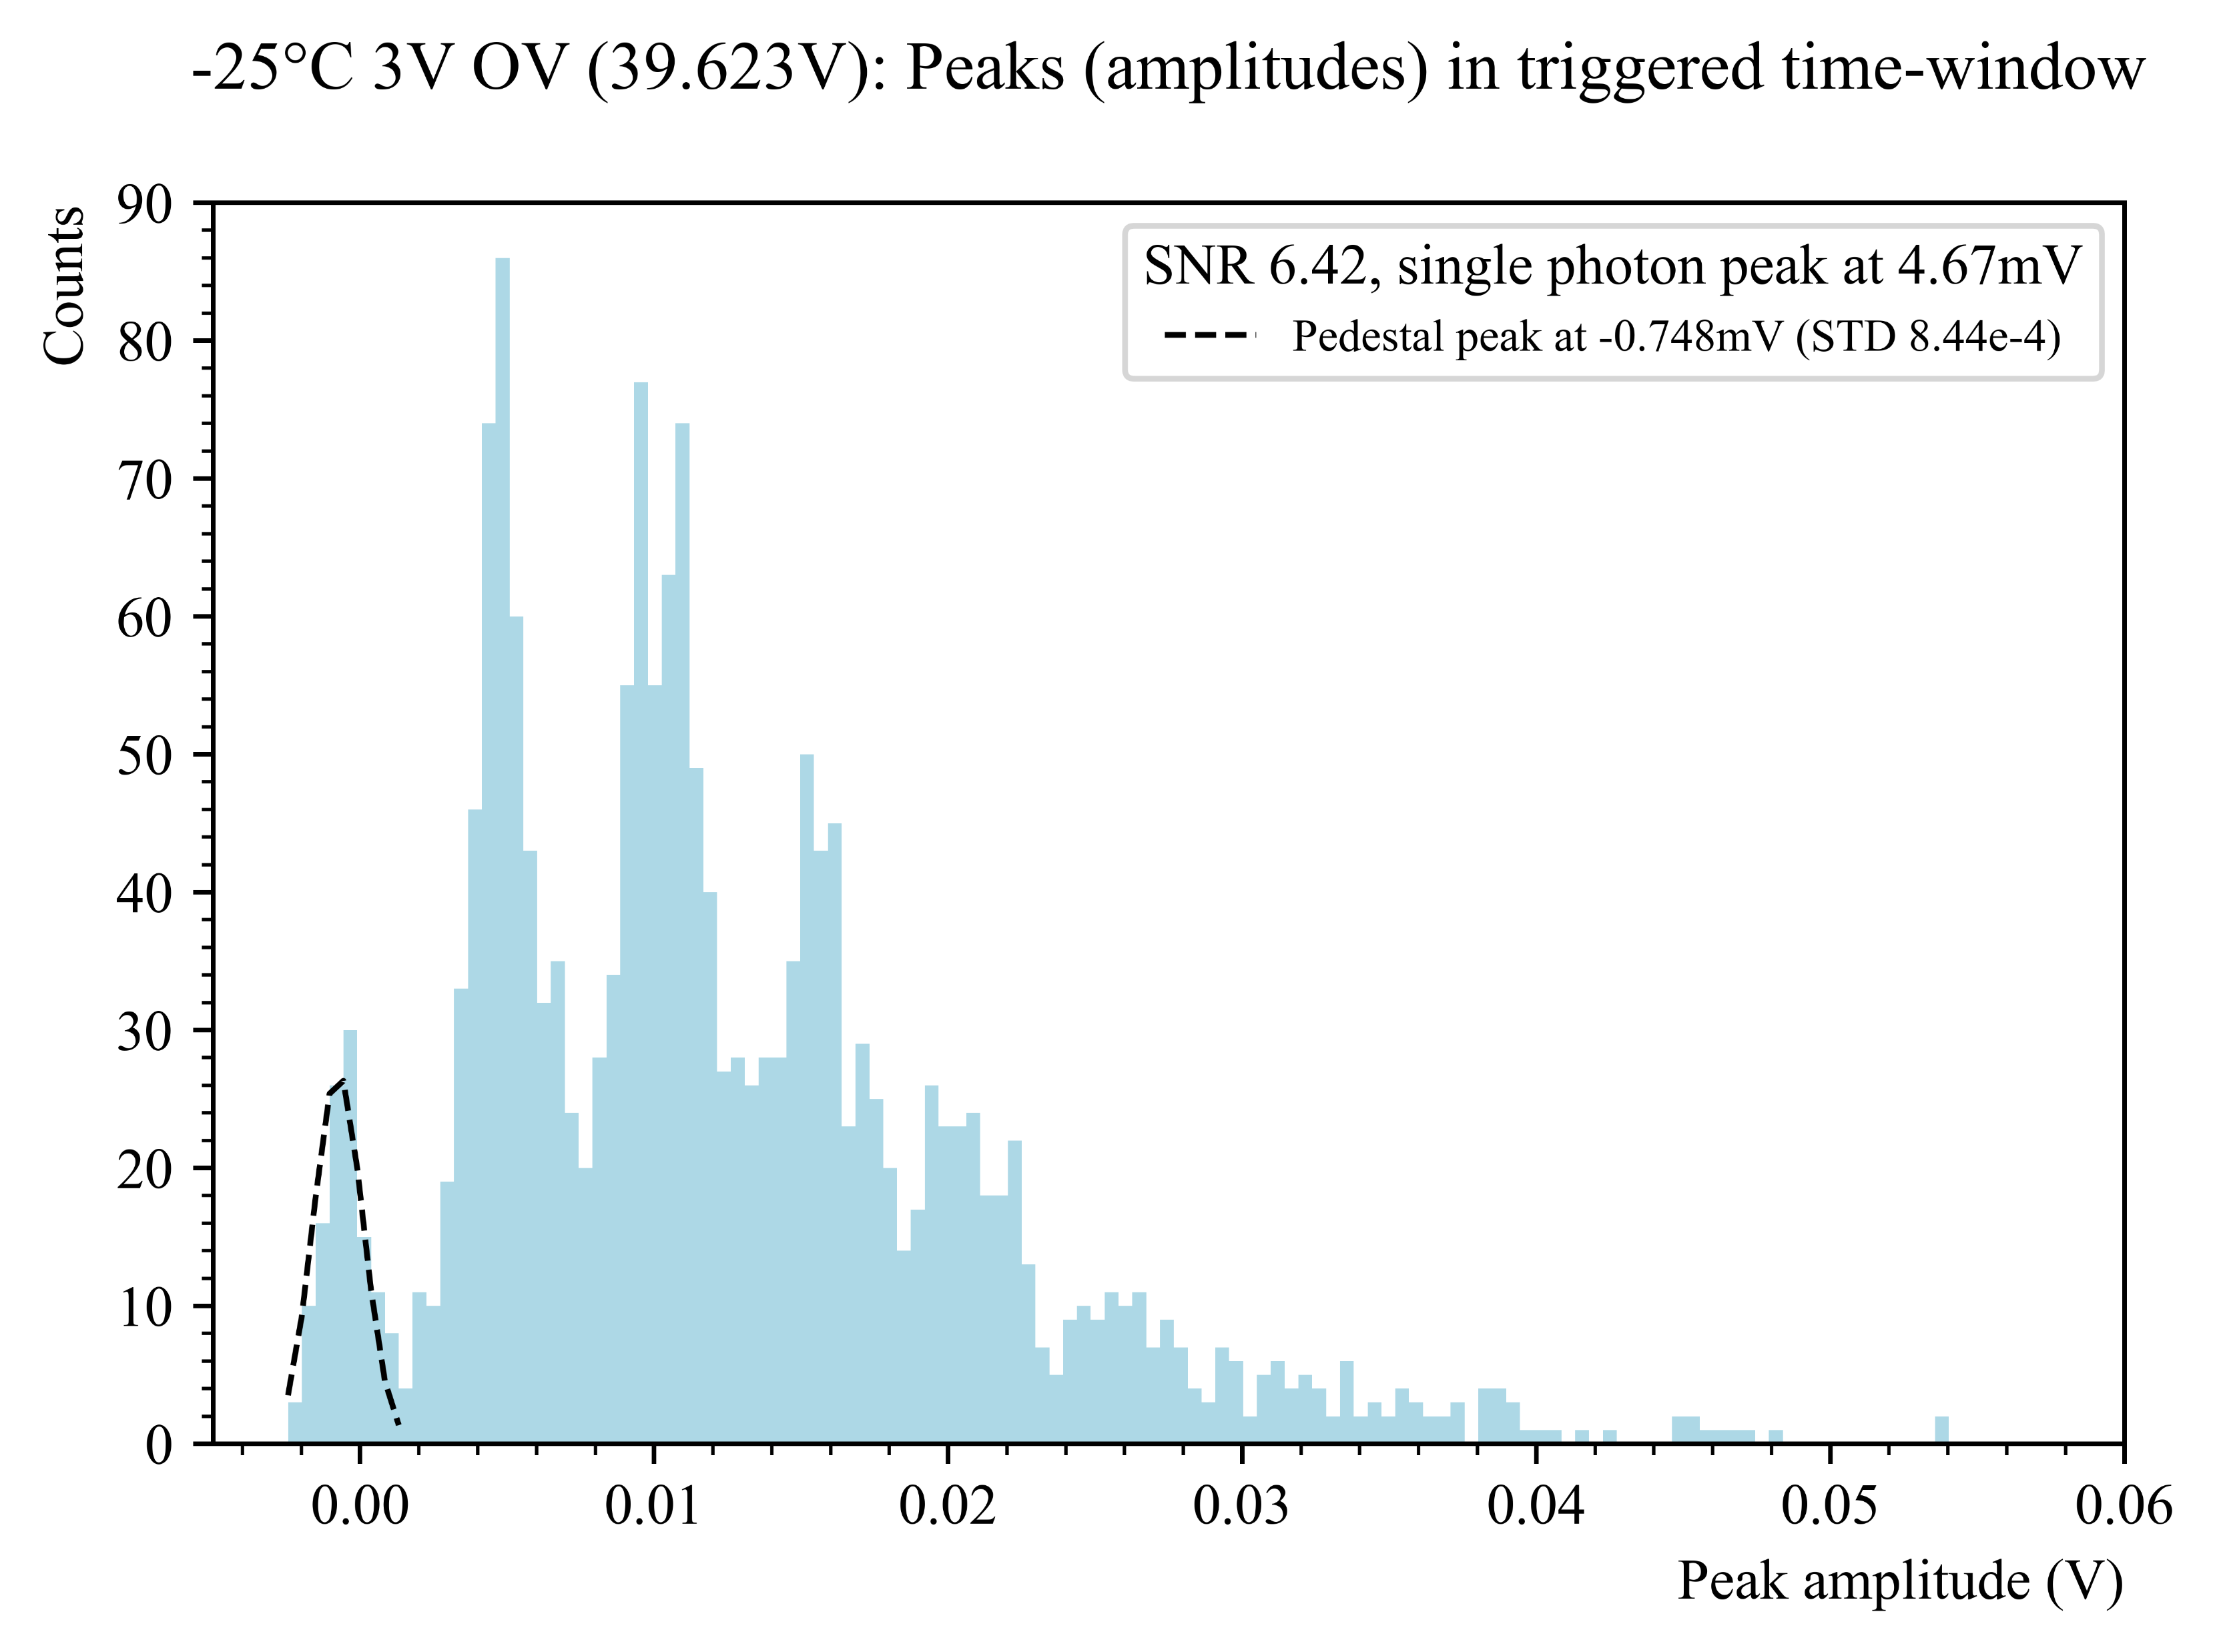 -25°C 3V OV (39.623V): Peaks (amplitudes) in triggered time-window
Counts
90
80
70
60
50
40
30
20
10
0
SNR 6.42, single photon peak at 4.67mV
Pedestal peak at -0.748mV (STD 8.44e-4)
0.00 0.01 0.02 0.03 0.04 0.05 0.06
Peak amplitude (V)